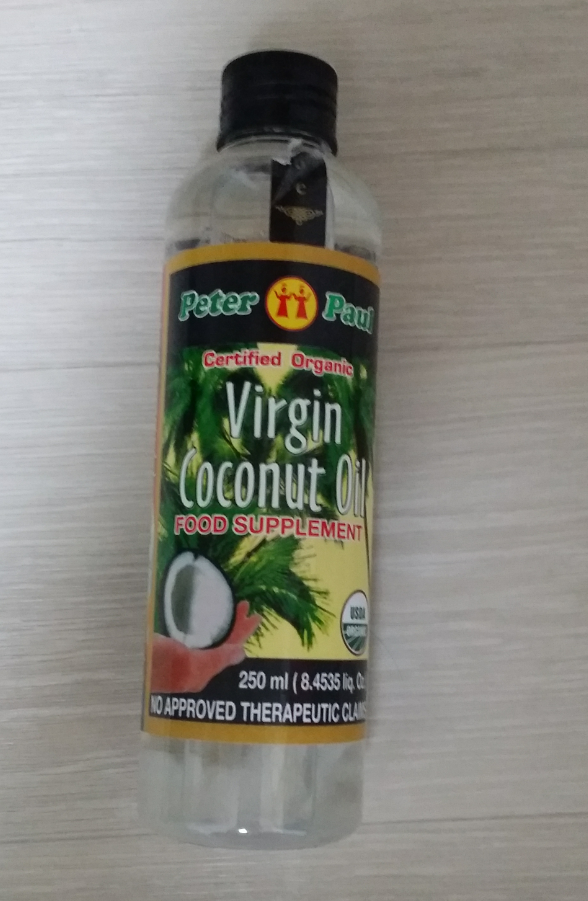 Peter Paul
Certified Organic
Virgin
Coconut Oil
FOOD SUPPLEMENT
USDA
ORGANIC
250 ml ( 8.4535 liq. Oz
NO APPROVED THERAPEUTIC CLAIMS